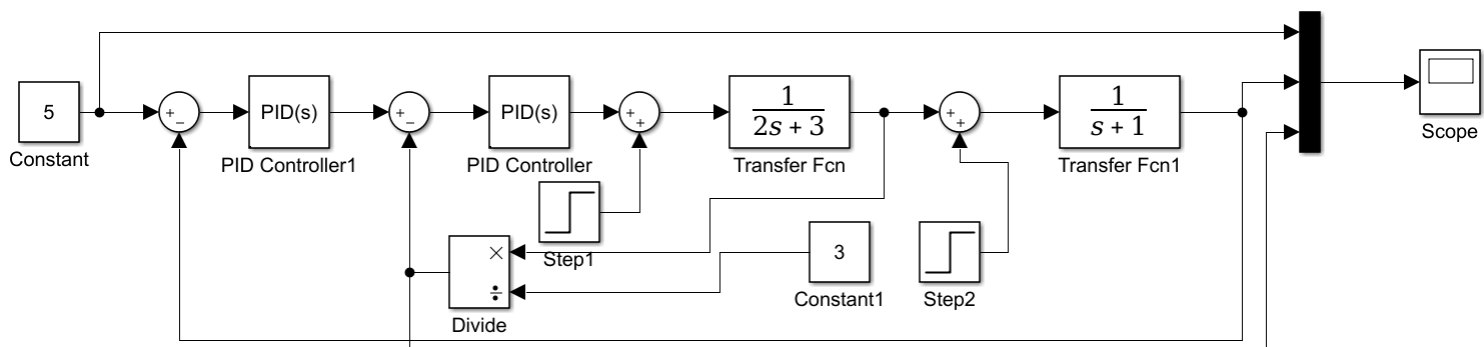 5
Constant
+
−
PID(s)
PID Controller1
+
−
PID(s)
PID Controller
+
+
1
2s + 3
Transfer Fcn
+
+
1
s + 1
Transfer Fcn1
Scope
Step1
×
÷
Divide
3
Constant1
Step2